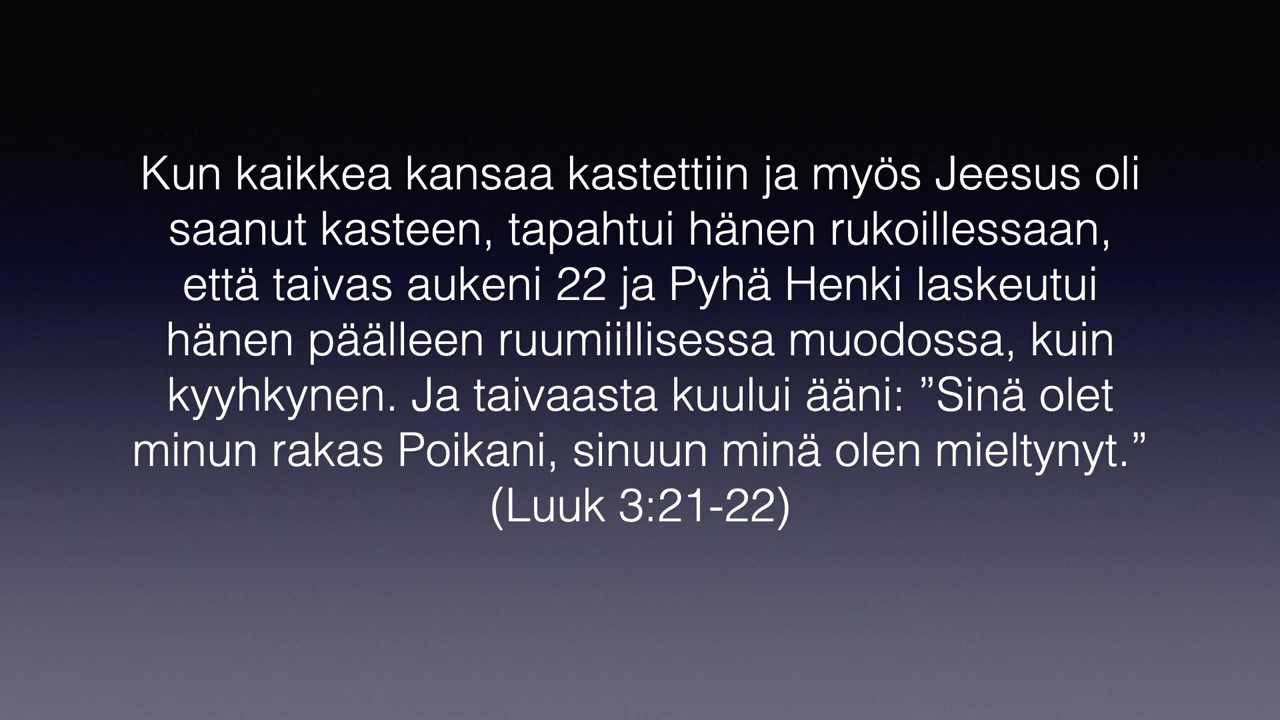 Kun kaikkea kansaa kastettiin ja myös Jeesus oli
saanut kasteen, tapahtui hänen rukoillessaan,
että taivas aukeni 22 ja Pyhä Henki laskeutui
hänen päälleen ruumiillisessa muodossa, kuin
kyyhkynen. Ja taivaasta kuului ääni: ”Sinä olet
minun rakas Poikani, sinuun minä olen mieltynyt.”
(Luuk 3:21-22)